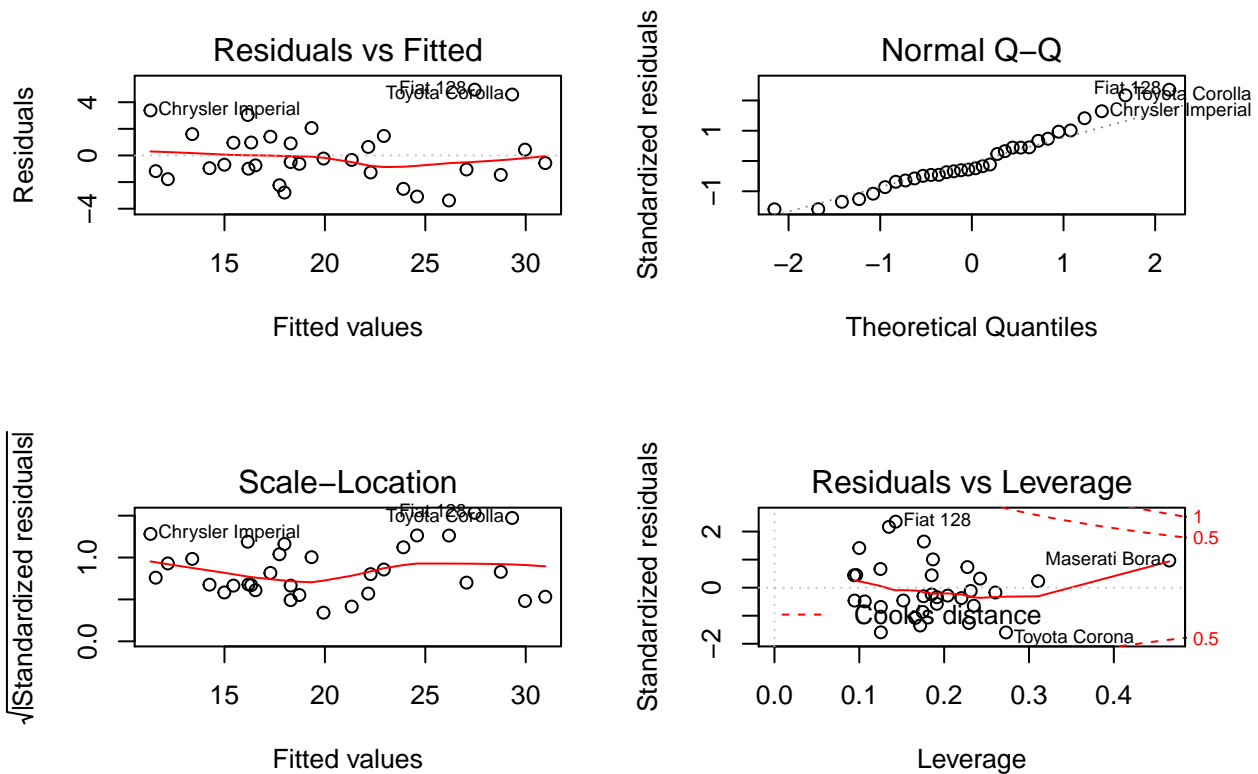 Residuals vs Fitted
Residuals
4
0
−4
Fiat 128
Toyota Corolla
Chrysler Imperial
15 20 25 30
Fitted values
Normal Q−Q
Standardized residuals
1
−1
Fiat 128
Toyota Corolla
Chrysler Imperial
−2 −1 0 1 2
Theoretical Quantiles
Scale−Location
√|Standardized residuals|
1.0
0.0
Fiat 128
Toyota Corolla
Chrysler Imperial
15 20 25 30
Fitted values
Residuals vs Leverage
Standardized residuals
2
0
−2
Fiat 128
1
0.5
Maserati Bora
Cook's distance
Toyota Corona
0.5
0.0 0.1 0.2 0.3 0.4
Leverage